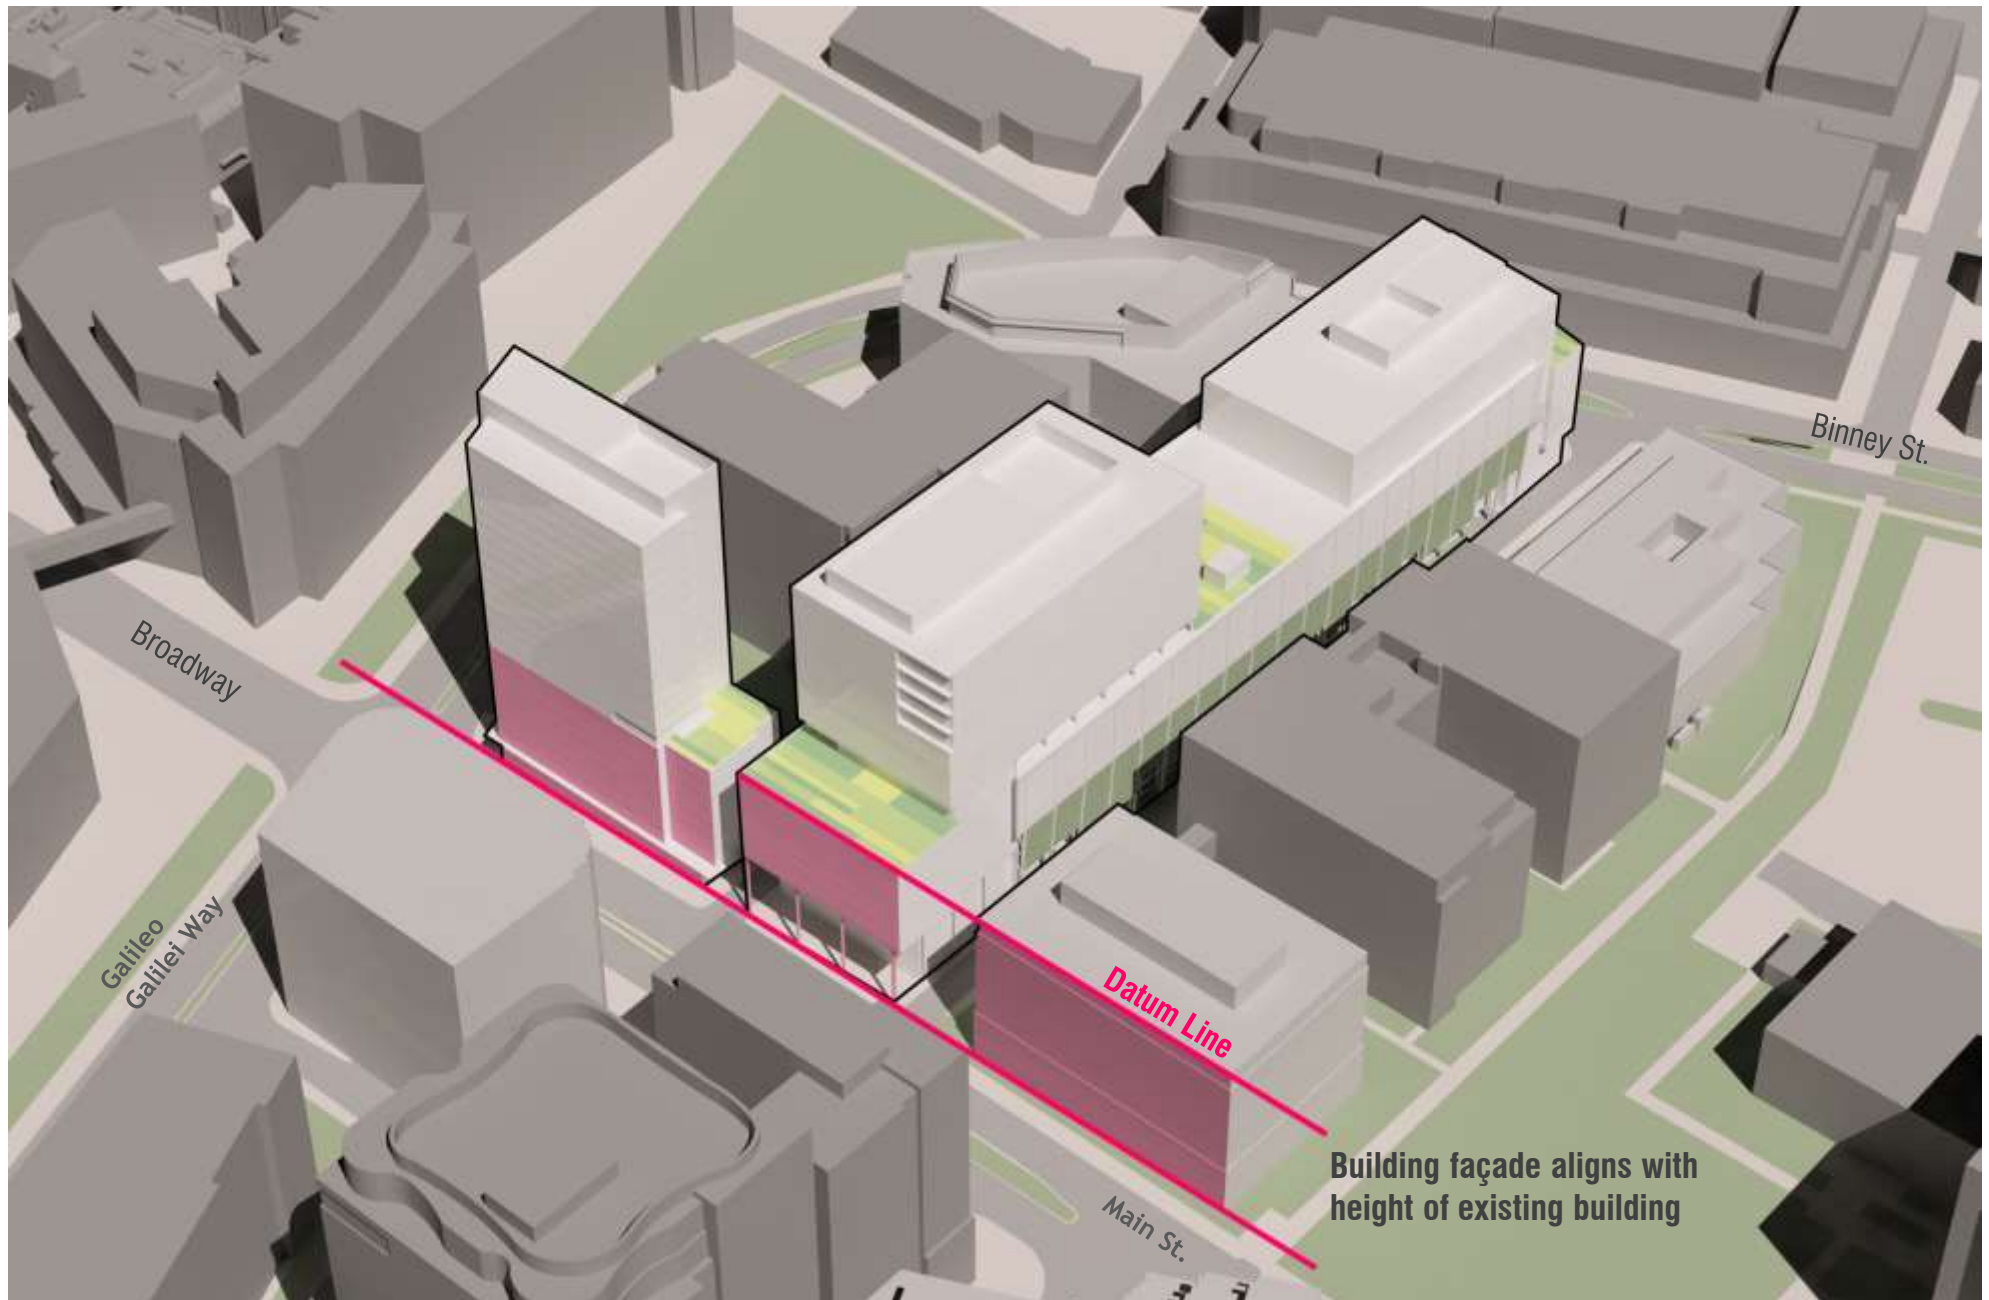 Binney St.
Broadway
Galileo
Galilei Way
Datum Line
Building façade aligns with
height of existing building
Main St.